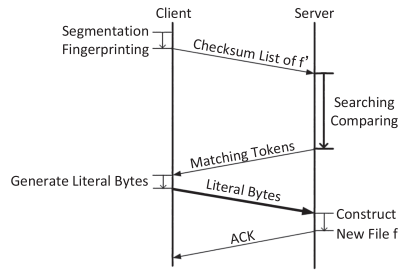 Client
Server
Segmentation
Fingerprinting
Checksum List of f'
Searching
Comparing
Matching Tokens
Generate Literal Bytes
Literal Bytes
Construct
New File f
ACK